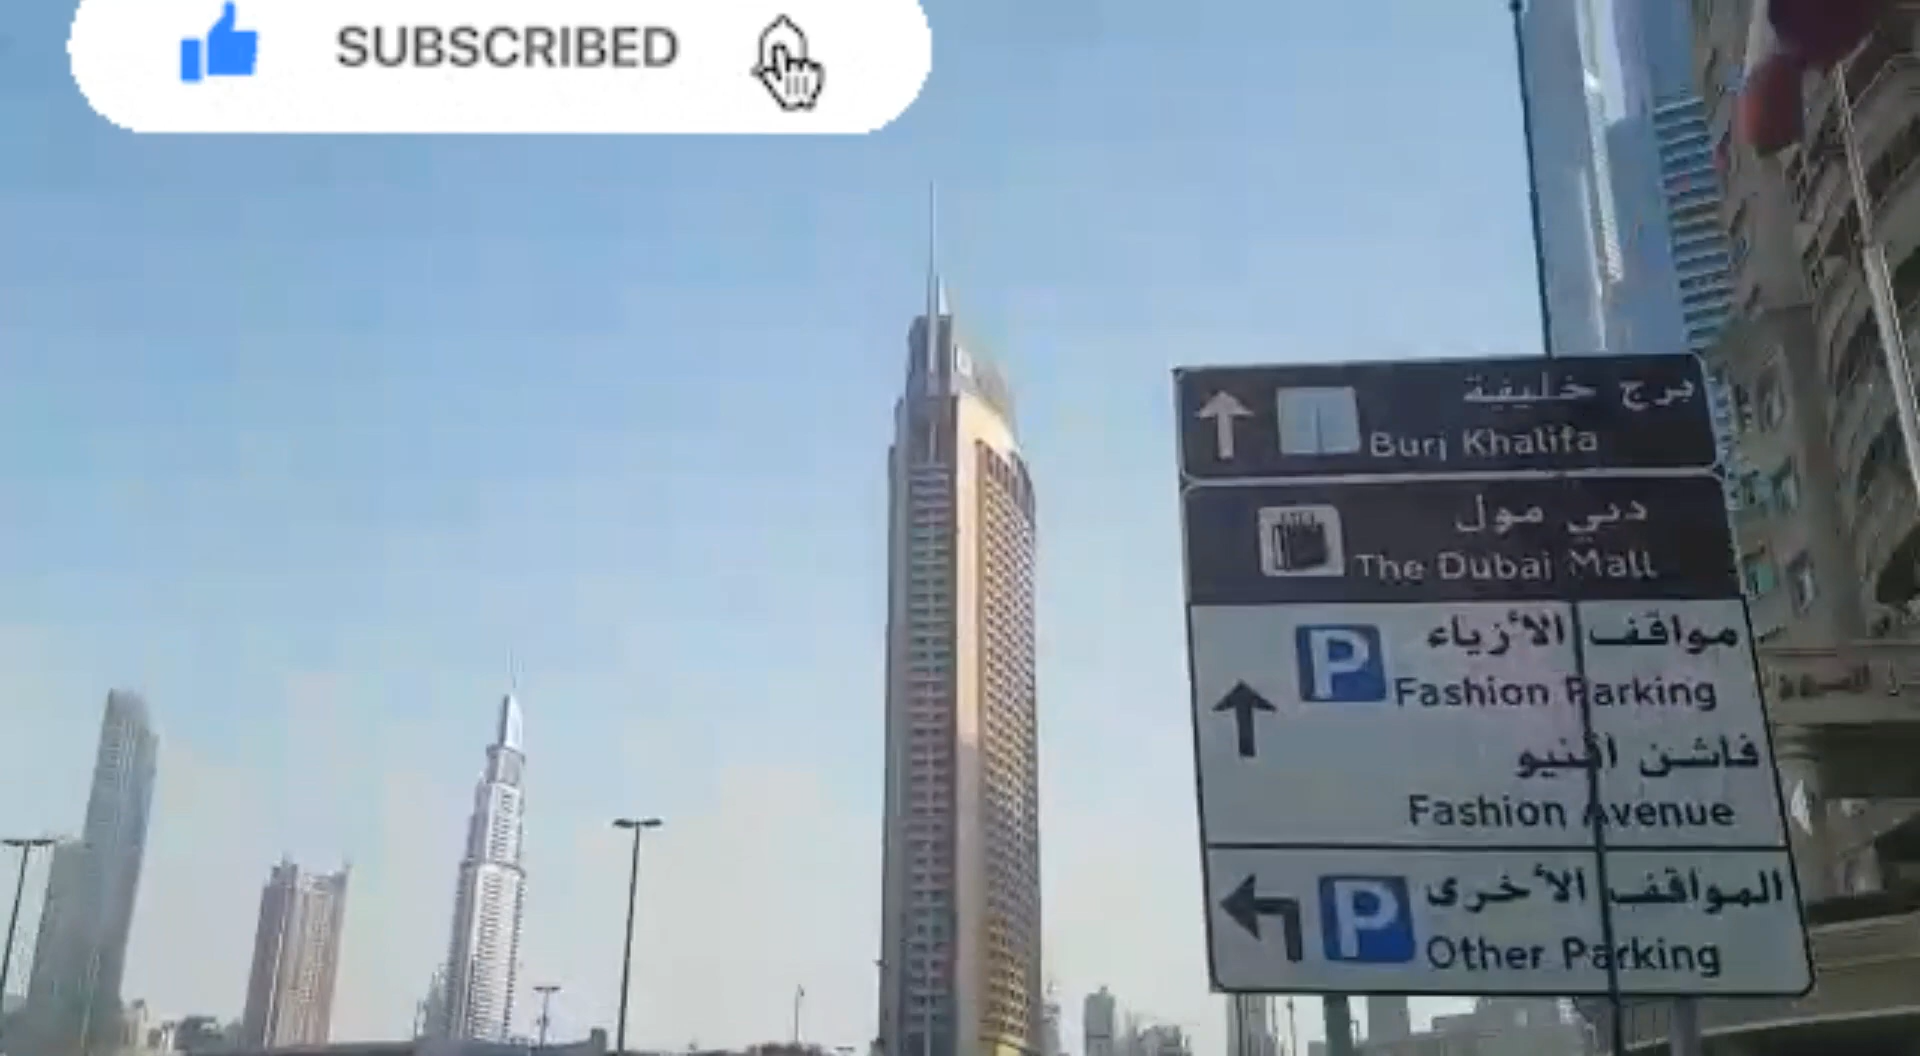 SUBSCRIBED
برج خليفة
Burj Khalifa
دبي مول
The Dubai Mall
مواقف الأزياء
P
Fashion Parking
فاشن افنيو
Fashion Avenue
المواقف الأخرى
P
Other Parking